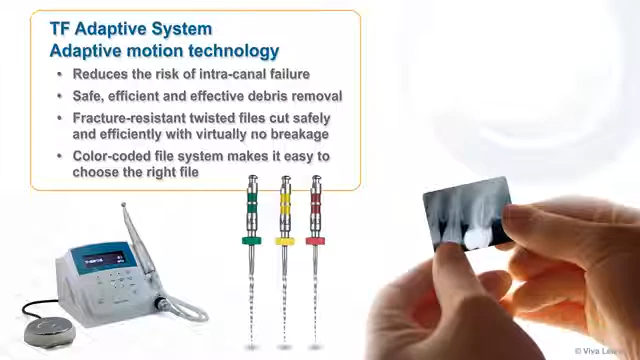 TF Adaptive System
Adaptive motion technology
• Reduces the risk of intra-canal failure
• Safe, efficient and effective debris removal
• Fracture-resistant twisted files cut safely
and efficiently with virtually no breakage
• Color-coded file system makes it easy to
choose the right file
© Viva